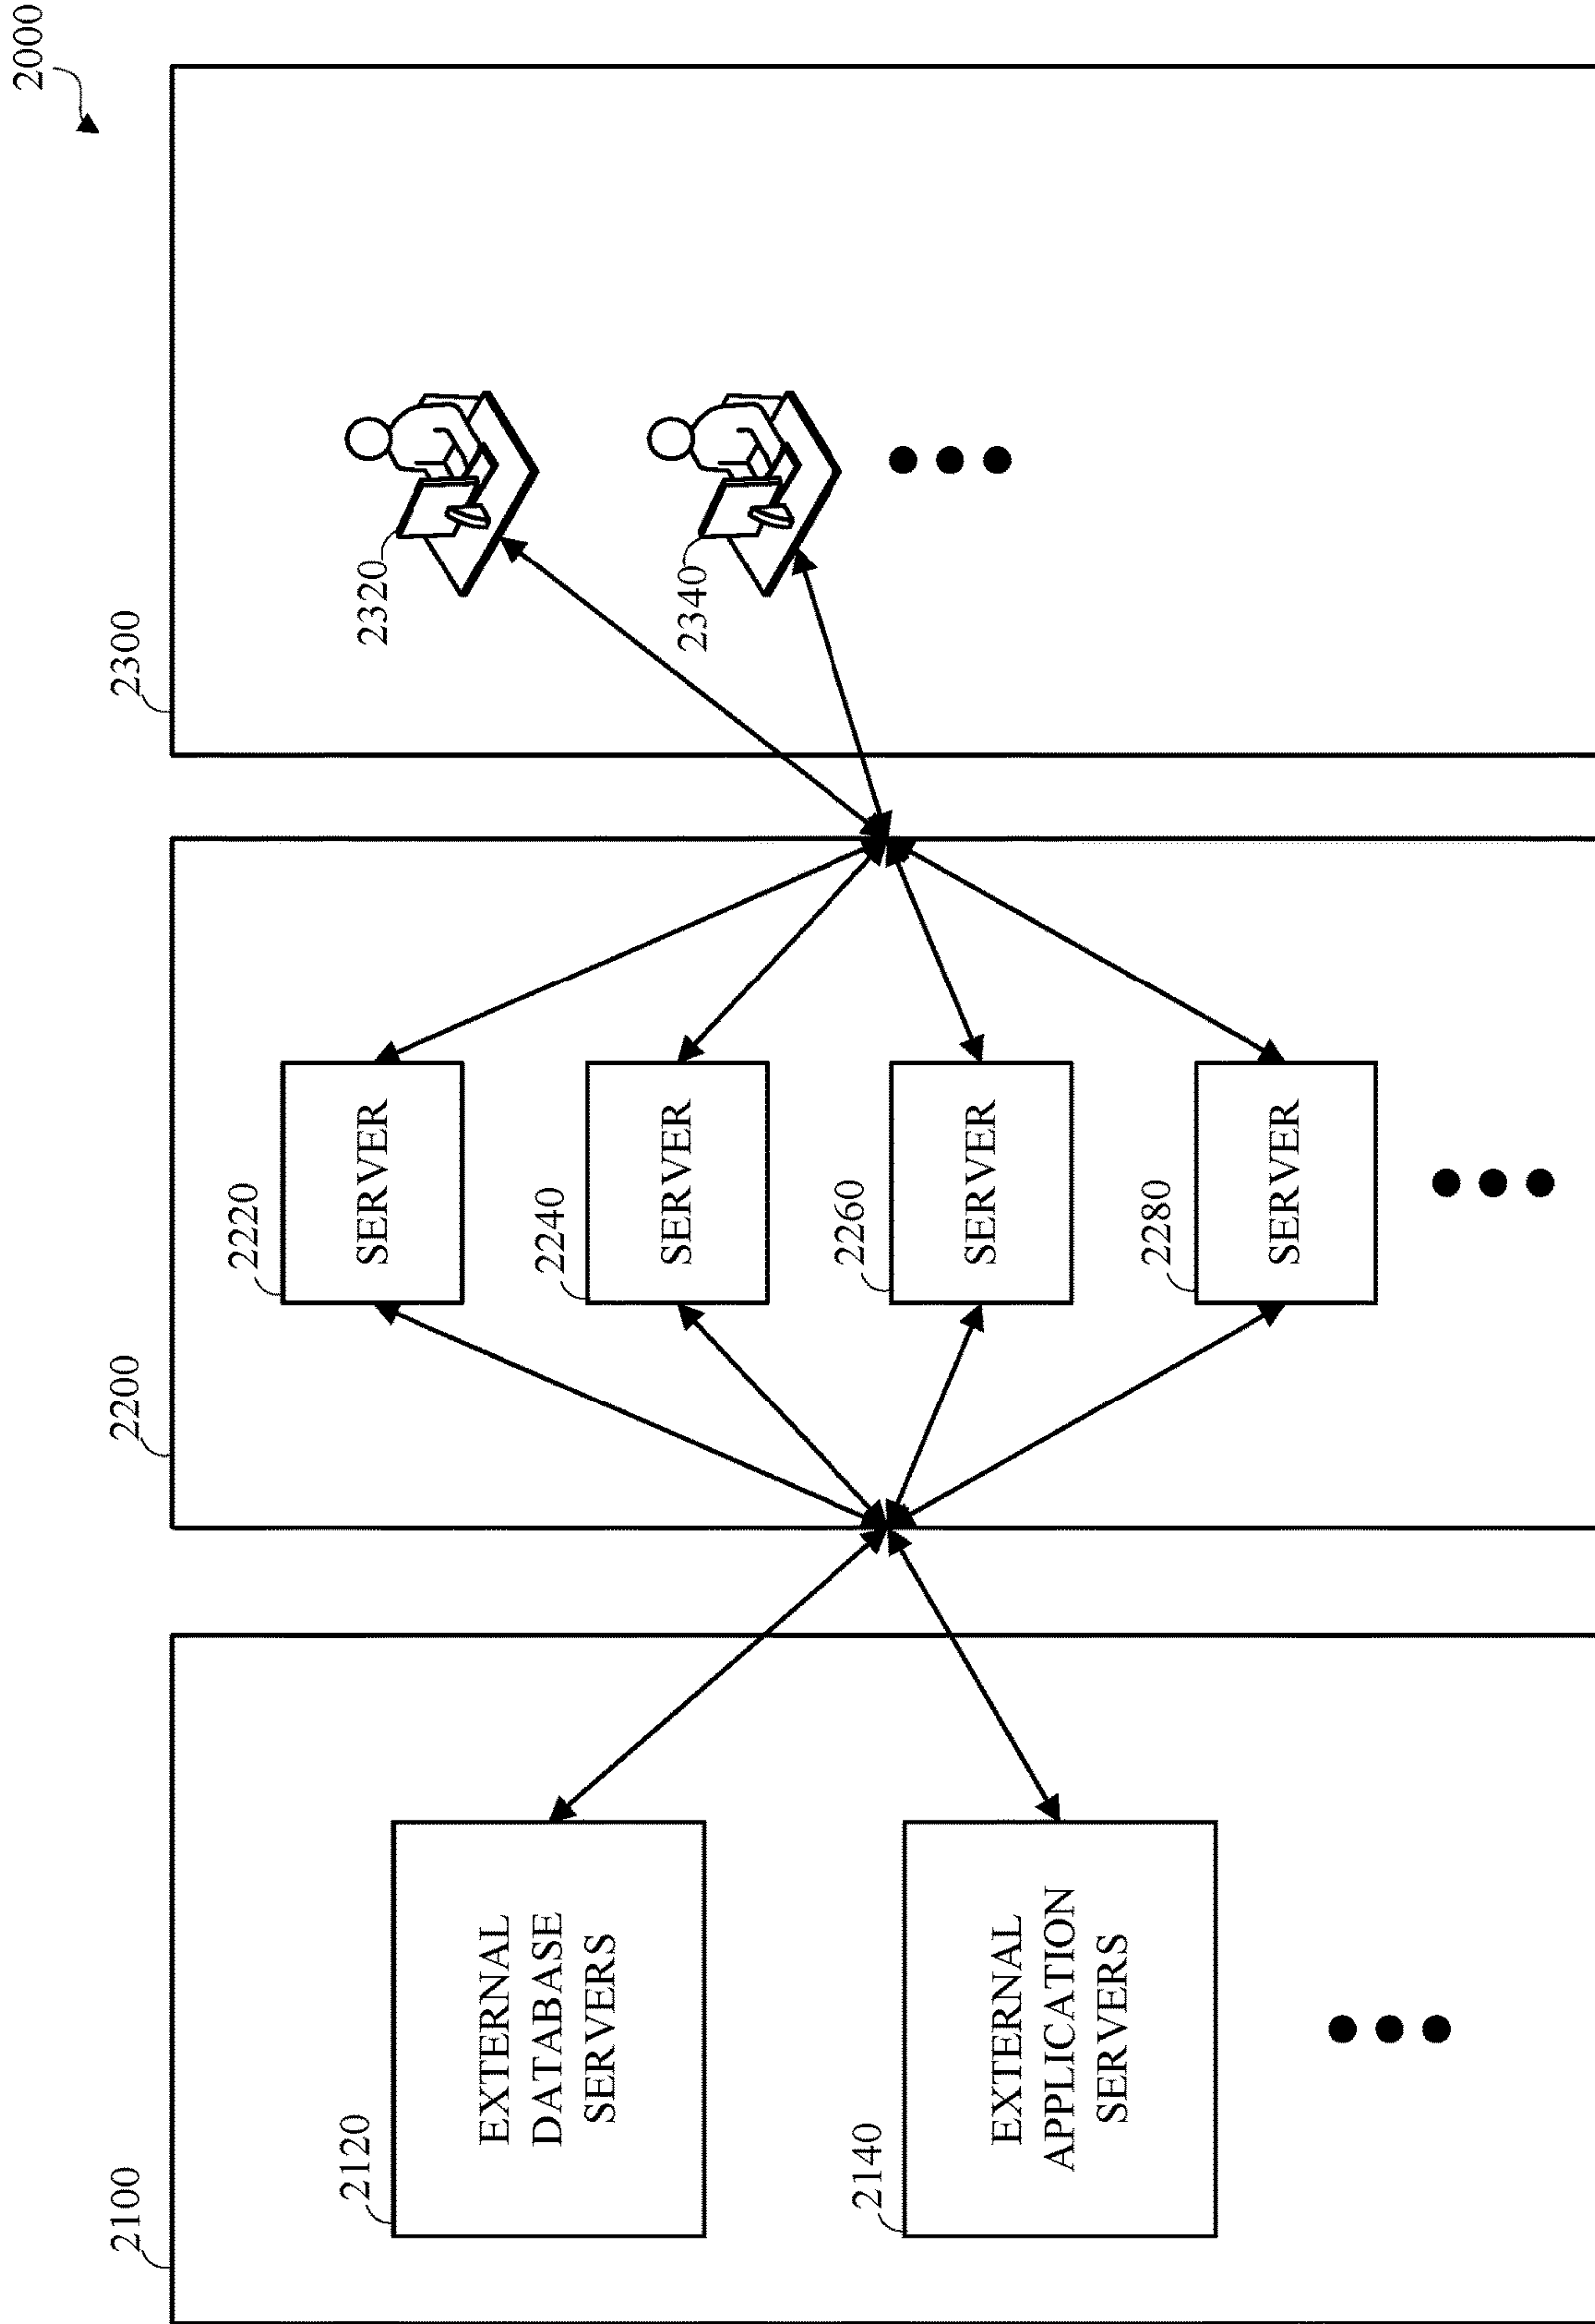 2000
2100
2120
EXTERNAL
DATABASE
SERVERS
2140
EXTERNAL
APPLICATION
SERVERS
2200
2220
SERVER
2240
SERVER
2260
SERVER
2280
SERVER
2300
2320
2340